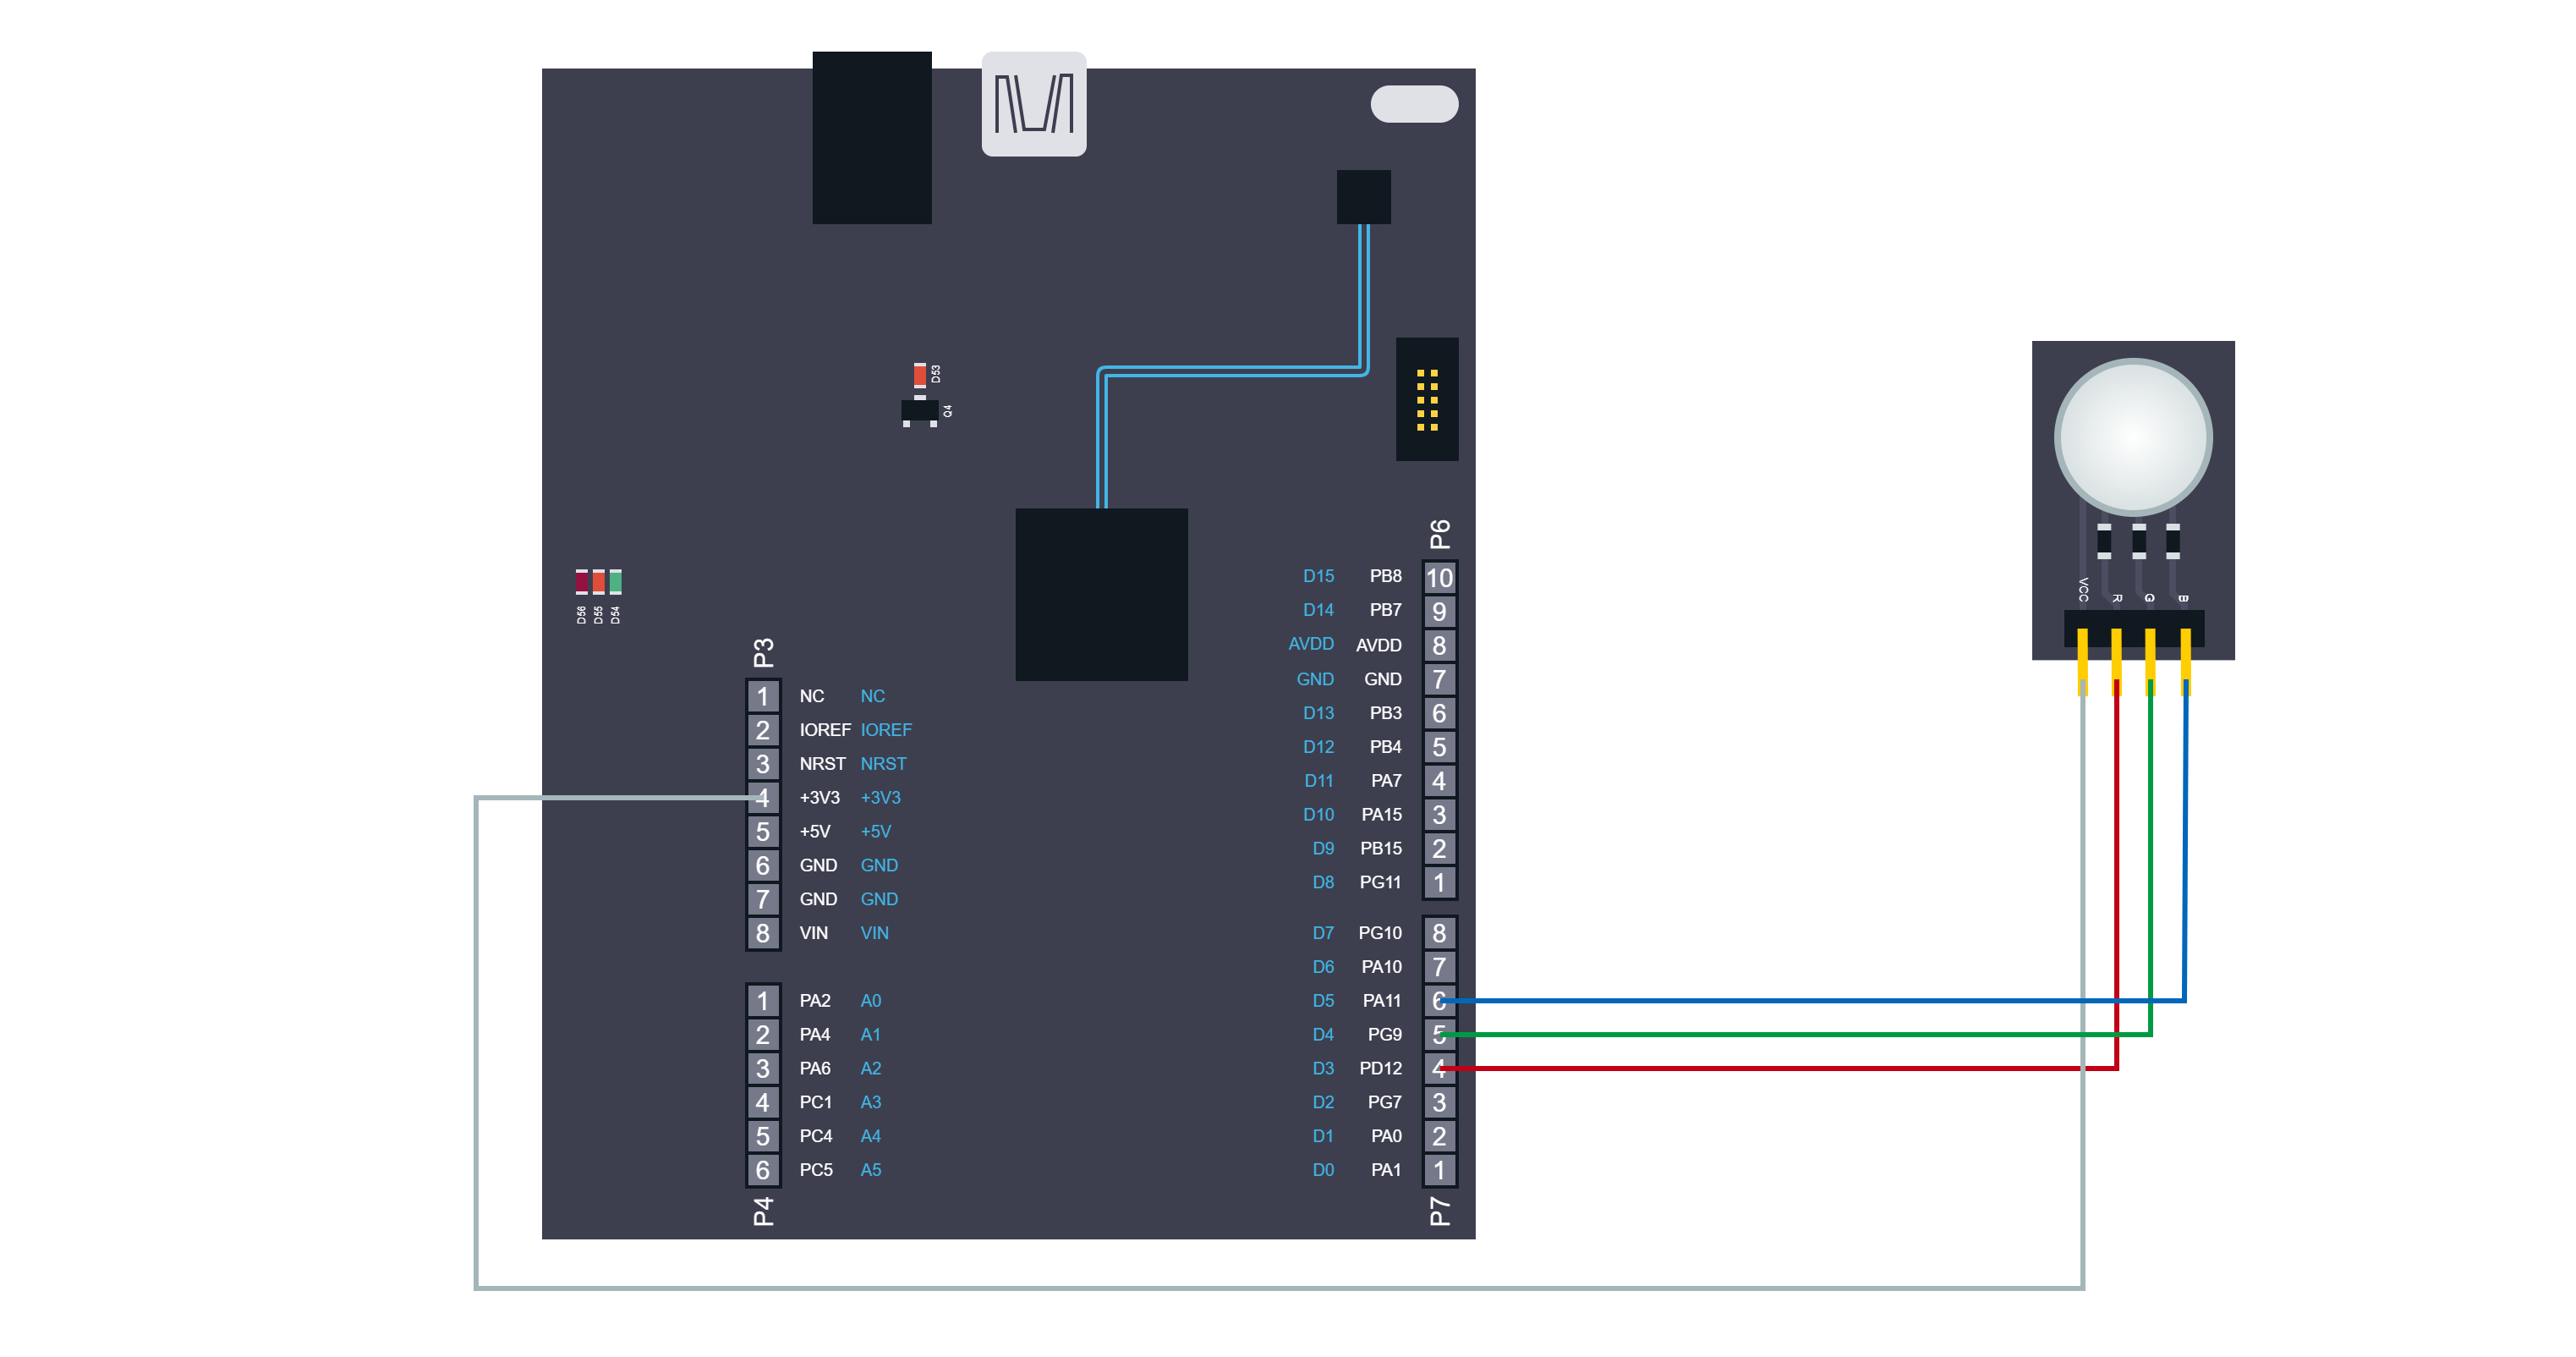 D53
Q4
D56
D55
D54
P3
1 NC NC
2 IOREF IOREF
3 NRST NRST
4 +3V3 +3V3
5 +5V +5V
6 GND GND
7 GND GND
8 VIN VIN
1 PA2 A0
2 PA4 A1
3 PA6 A2
4 PC1 A3
5 PC4 A4
6 PC5 A5
P4
P6
D15 PB8 10
D14 PB7 9
AVDD AVDD 8
GND GND 7
D13 PB3 6
D12 PB4 5
D11 PA7 4
D10 PA15 3
D9 PB15 2
D8 PG11 1
D7 PG10 8
D6 PA10 7
D5 PA11 6
D4 PG9 5
D3 PD12 4
D2 PG7 3
D1 PA0 2
D0 PA1 1
P7
VCC
R
G
B